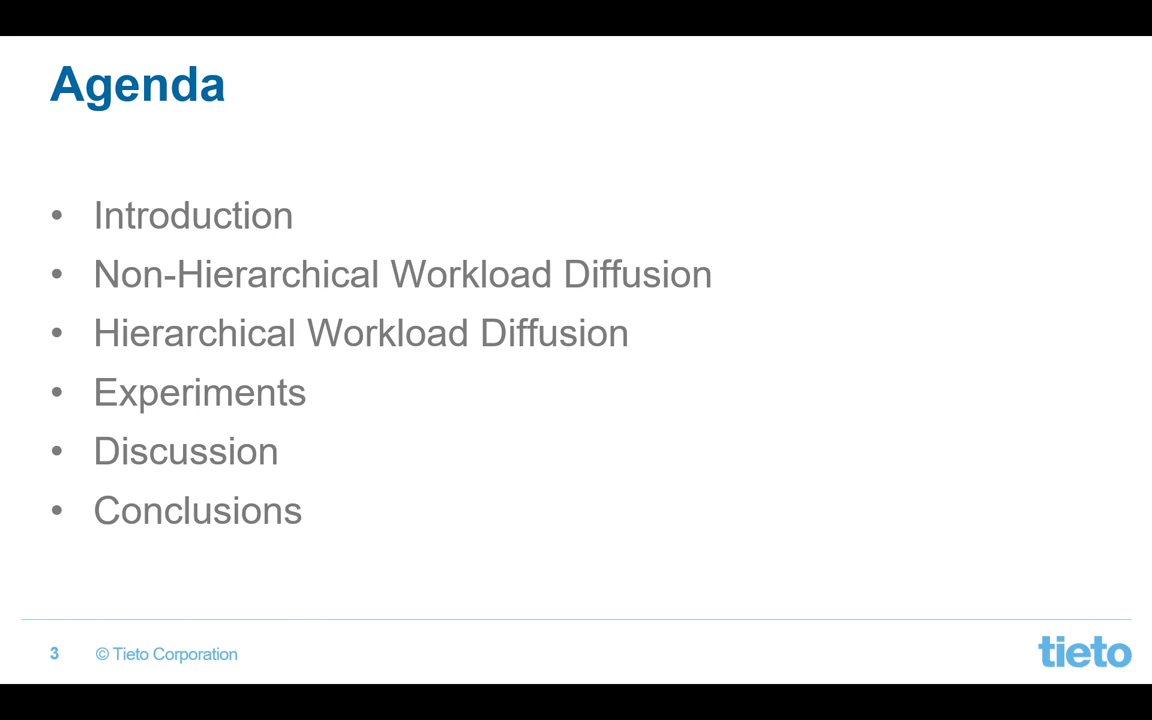 Agenda
• Introduction
• Non-Hierarchical Workload Diffusion
• Hierarchical Workload Diffusion
• Experiments
• Discussion
• Conclusions
3 © Tieto Corporation
tieto